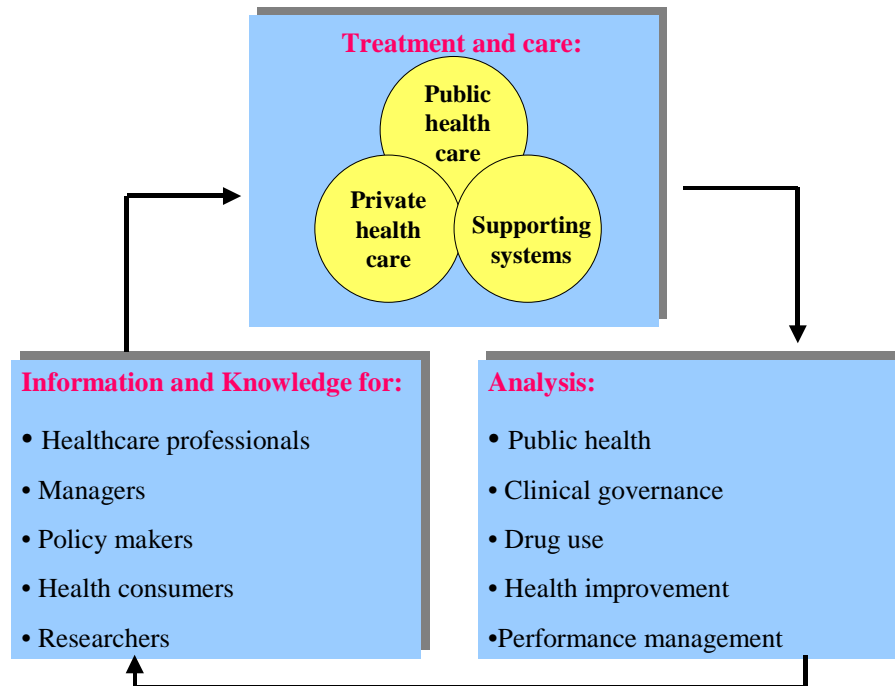 Treatment and care:
Public
health
care
Private
health
care
Supporting
systems
Information and Knowledge for:
• Healthcare professionals
• Managers
• Policy makers
• Health consumers
• Researchers
Analysis:
• Public health
• Clinical governance
• Drug use
• Health improvement
•Performance management